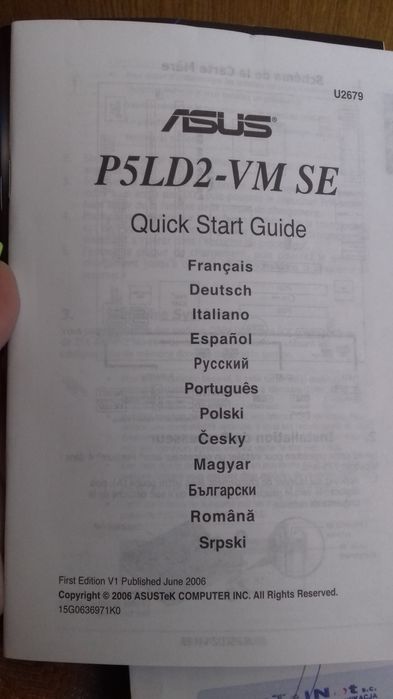 U2679
ASUS®
P5LD2-VM SE
Quick Start Guide
Français
Deutsch
Italiano
Español
Русский
Português
Polski
Česky
Magyar
Български
Română
Srpski
First Edition V1 Published June 2006
Copyright © 2006 ASUSTeK COMPUTER INC. All Rights Reserved.
15G0636971K0